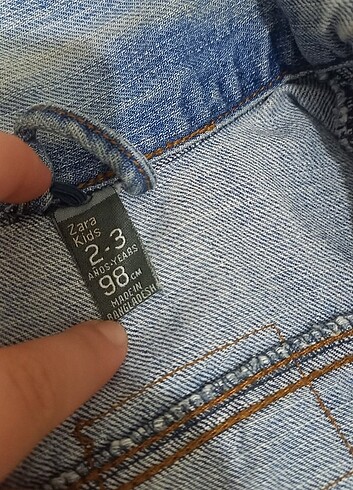 Zara
Kids
2-3
AÑOS-YEARS
98 CM
MADE IN
BANGLADESH